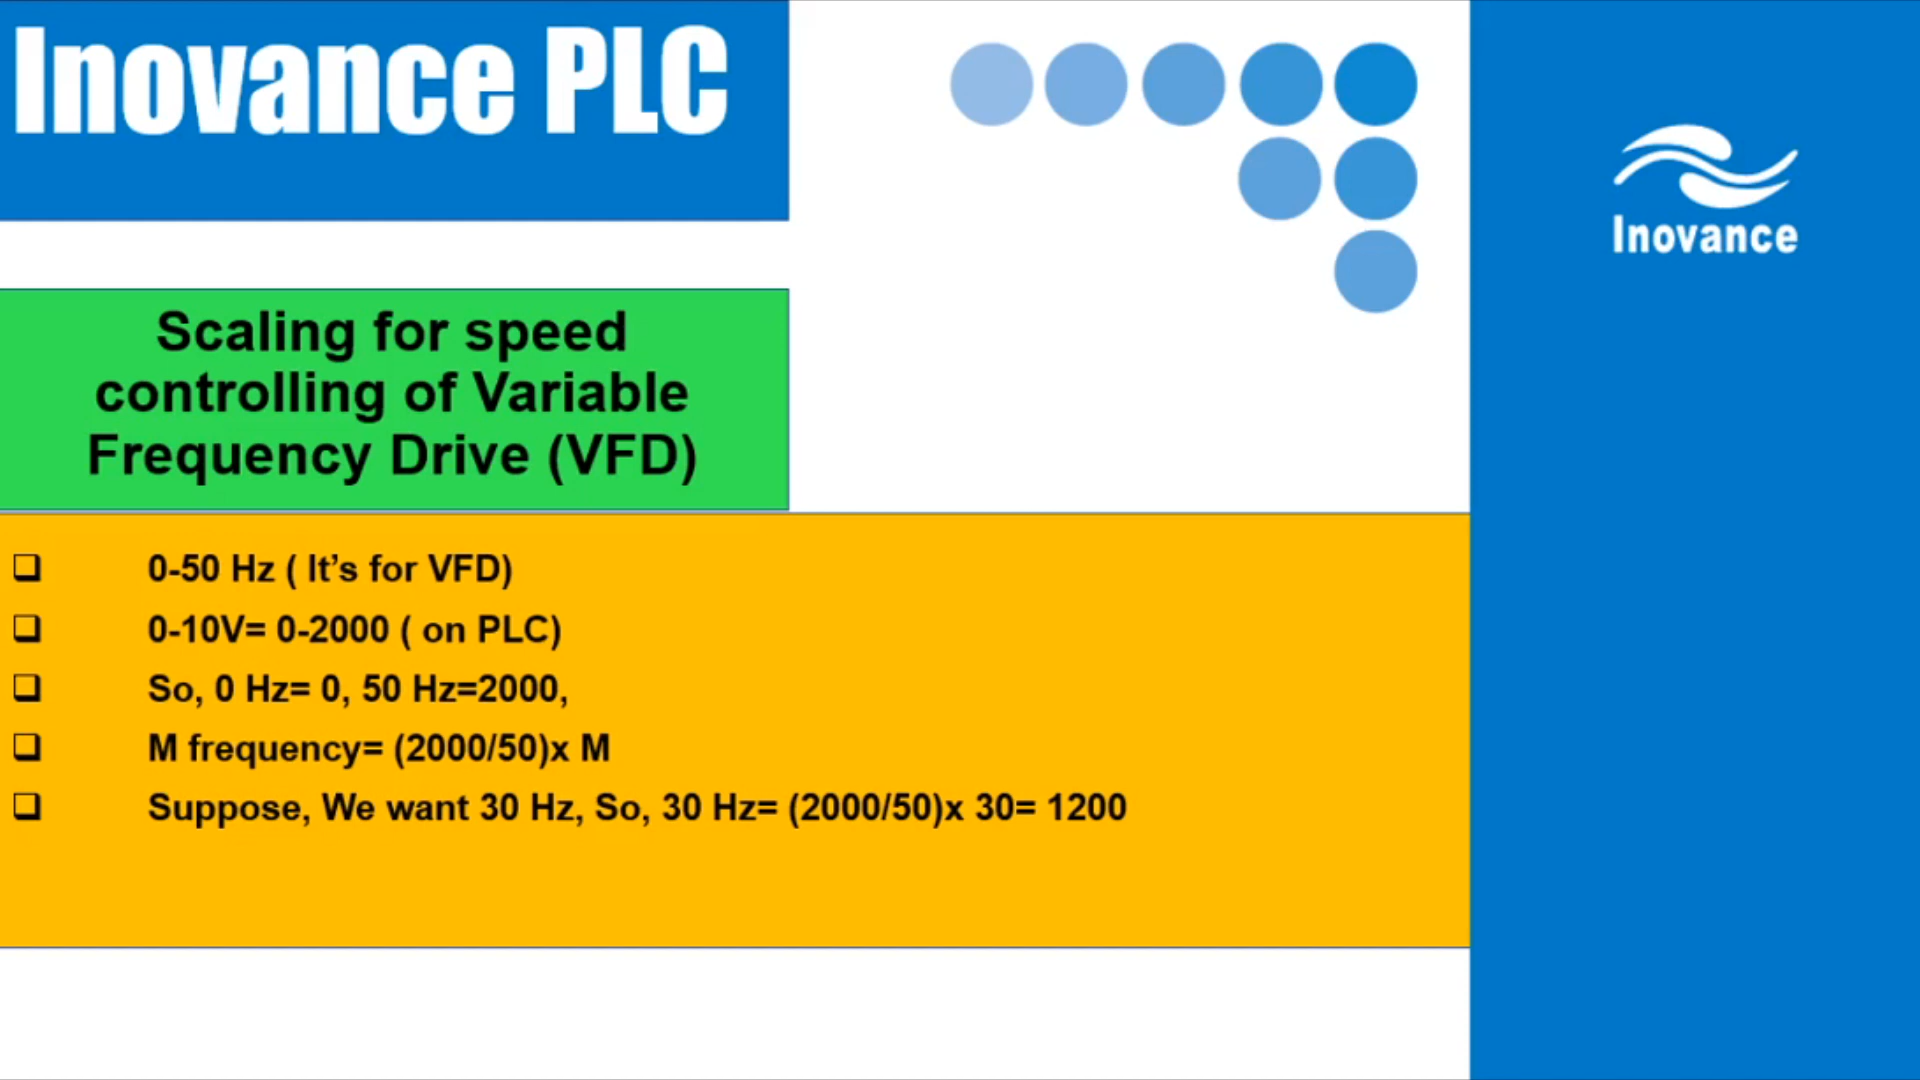 Inovance PLC
Inovance
Scaling for speed
controlling of Variable
Frequency Drive (VFD)
0-50 Hz ( It’s for VFD)
0-10V= 0-2000 ( on PLC)
So, 0 Hz= 0, 50 Hz=2000,
M frequency= (2000/50)x M
Suppose, We want 30 Hz, So, 30 Hz= (2000/50)x 30= 1200